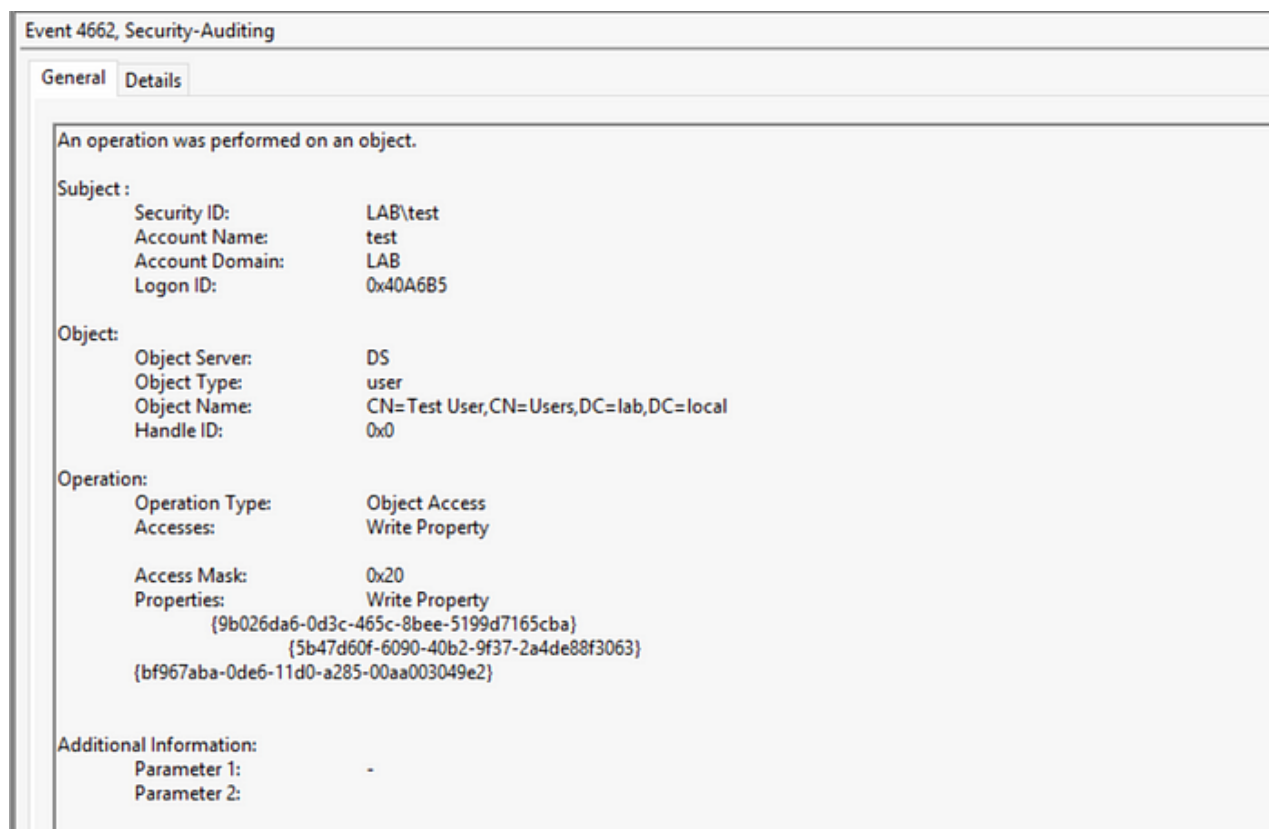 Event 4662, Security-Auditing
General Details
An operation was performed on an object.
Subject :
Security ID: LAB\test
Account Name: test
Account Domain: LAB
Logon ID: 0x40A6B5
Object:
Object Server: DS
Object Type: user
Object Name: CN=Test User,CN=Users,DC=lab,DC=local
Handle ID: 0x0
Operation:
Operation Type: Object Access
Accesses: Write Property
Access Mask: 0x20
Properties: Write Property
{9b026da6-0d3c-465c-8bee-5199d7165cba}
{5b47d60f-6090-40b2-9f37-2a4de88f3063}
{bf967aba-0de6-11d0-a285-00aa003049e2}
Additional Information:
Parameter 1: -
Parameter 2: